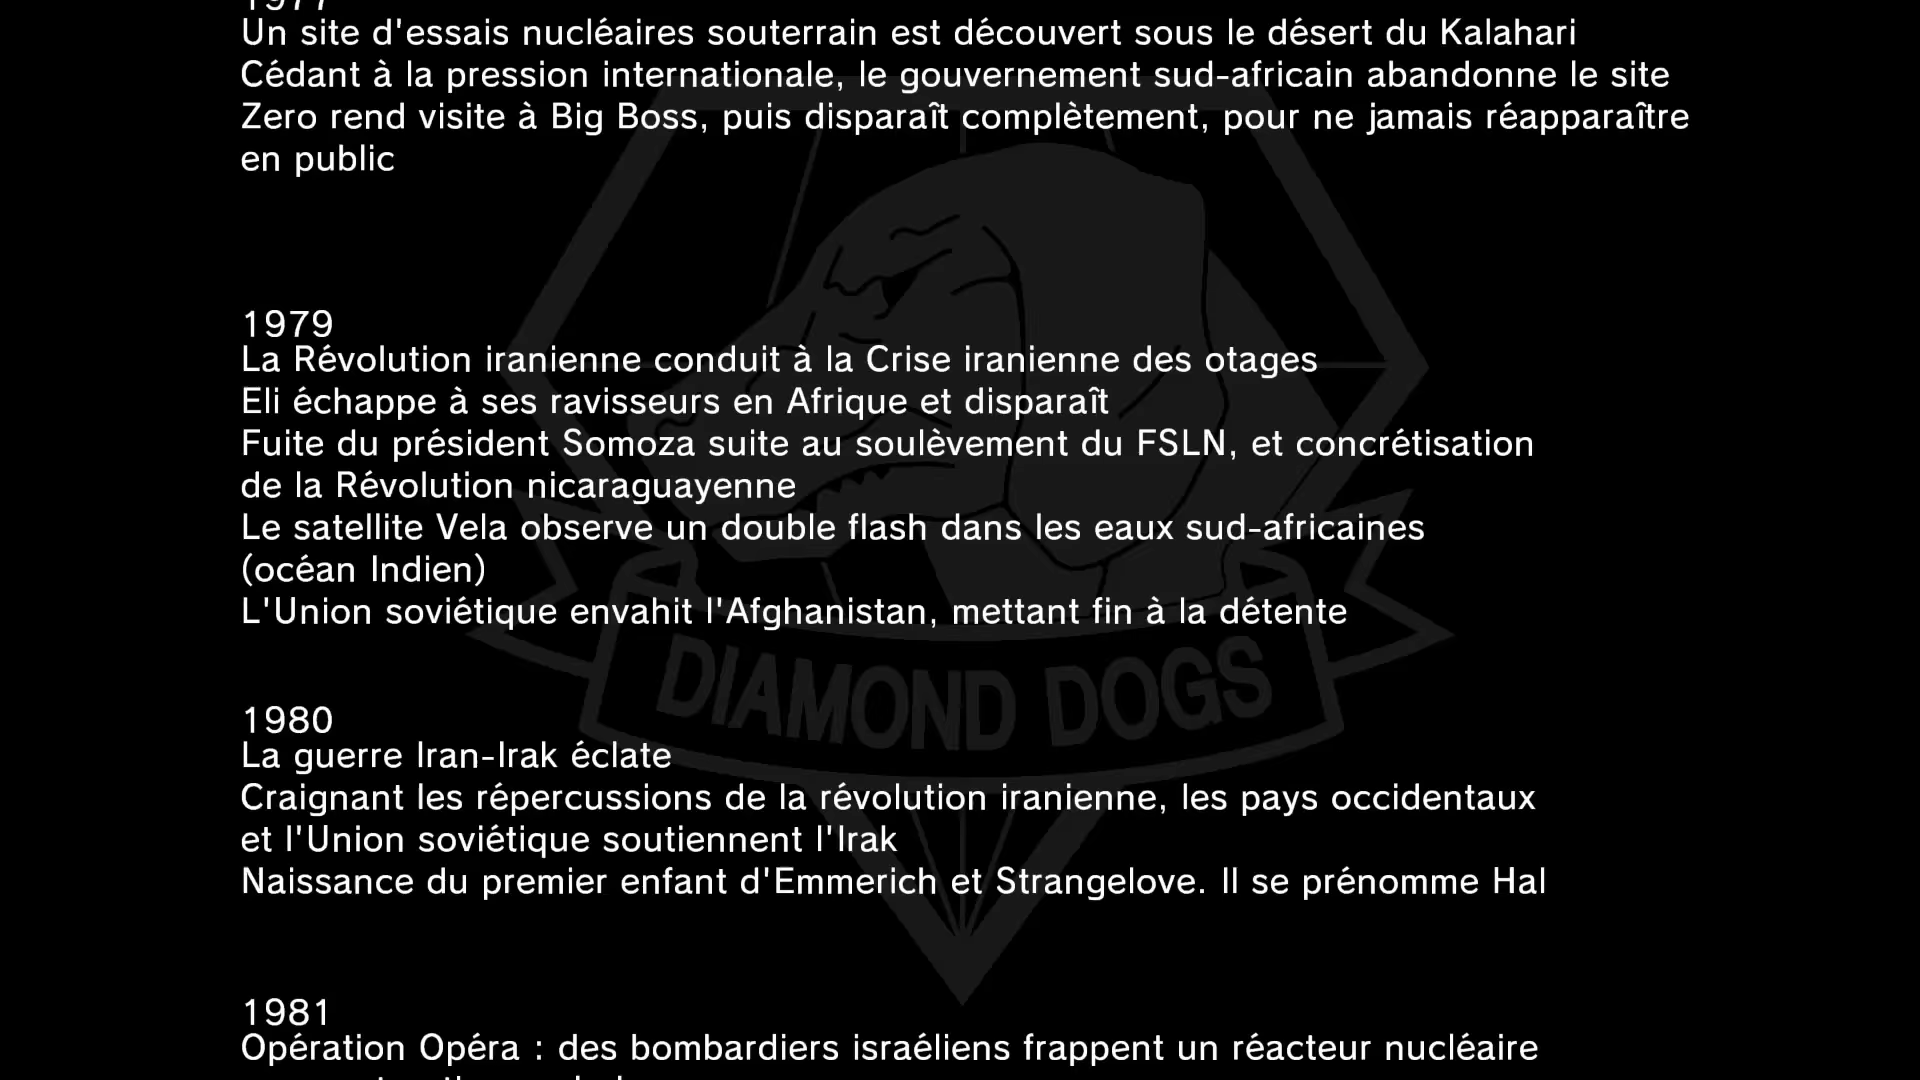 1977
Un site d'essais nucléaires souterrain est découvert sous le désert du Kalahari
Cédant à la pression internationale, le gouvernement sud-africain abandonne le site
Zero rend visite à Big Boss, puis disparaît complètement, pour ne jamais réapparaître
en public
1979
La Révolution iranienne conduit à la Crise iranienne des otages
Eli échappe à ses ravisseurs en Afrique et disparaît
Fuite du président Somoza suite au soulèvement du FSLN, et concrétisation
de la Révolution nicaraguayenne
Le satellite Vela observe un double flash dans les eaux sud-africaines
(océan Indien)
L'Union soviétique envahit l'Afghanistan, mettant fin à la détente
DIAMOND DOGS
1980
La guerre Iran-Irak éclate
Craignant les répercussions de la révolution iranienne, les pays occidentaux
et l'Union soviétique soutiennent l'Irak
Naissance du premier enfant d'Emmerich et Strangelove. Il se prénomme Hal
1981
Opération Opéra : des bombardiers israéliens frappent un réacteur nucléaire